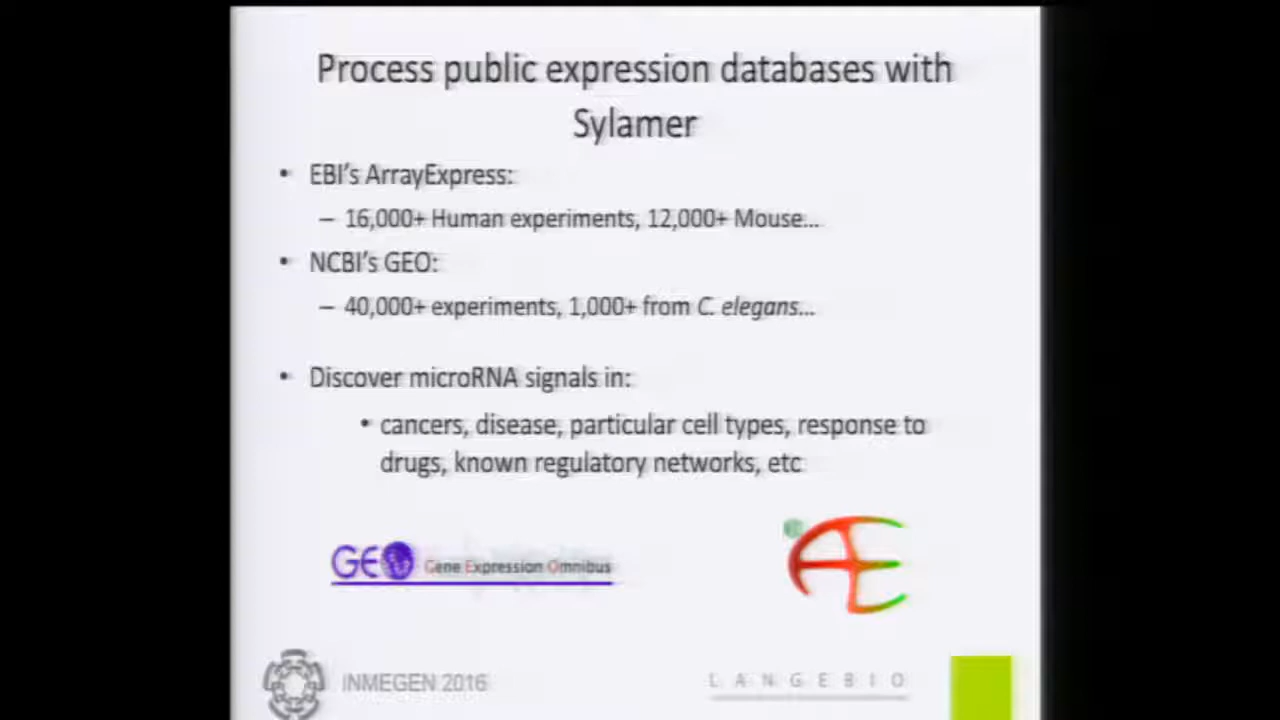 Process public expression databases with
Sylamer
• EBI's ArrayExpress:
– 16,000+ Human experiments, 12,000+ Mouse...
• NCBI's GEO:
– 40,000+ experiments, 1,000+ from C. elegans...
• Discover microRNA signals in:
• cancers, disease, particular cell types, response to
drugs, known regulatory networks, etc
GEO Gene Expression Omnibus
AE
INMEGEN 2016
LANGEBIO